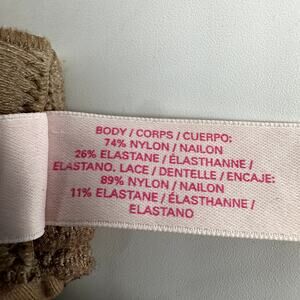 BODY / CORPS / CUERPO:
74% NYLON / NAILON
26% ELASTANE / ÉLASTHANNE /
ELASTANO. LACE / DENTELLE / ENCAJE:
89% NYLON / NAILON
11% ELASTANE / ÉLASTHANNE /
ELASTANO